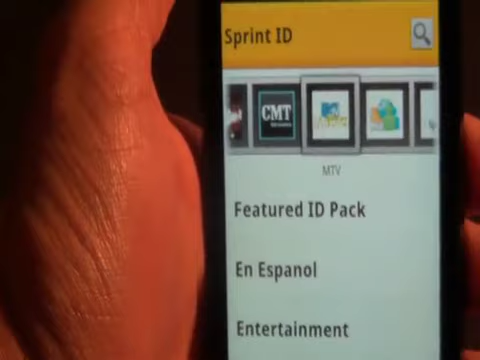 Sprint ID
CMT
MTV
Featured ID Pack
En Espanol
Entertainment